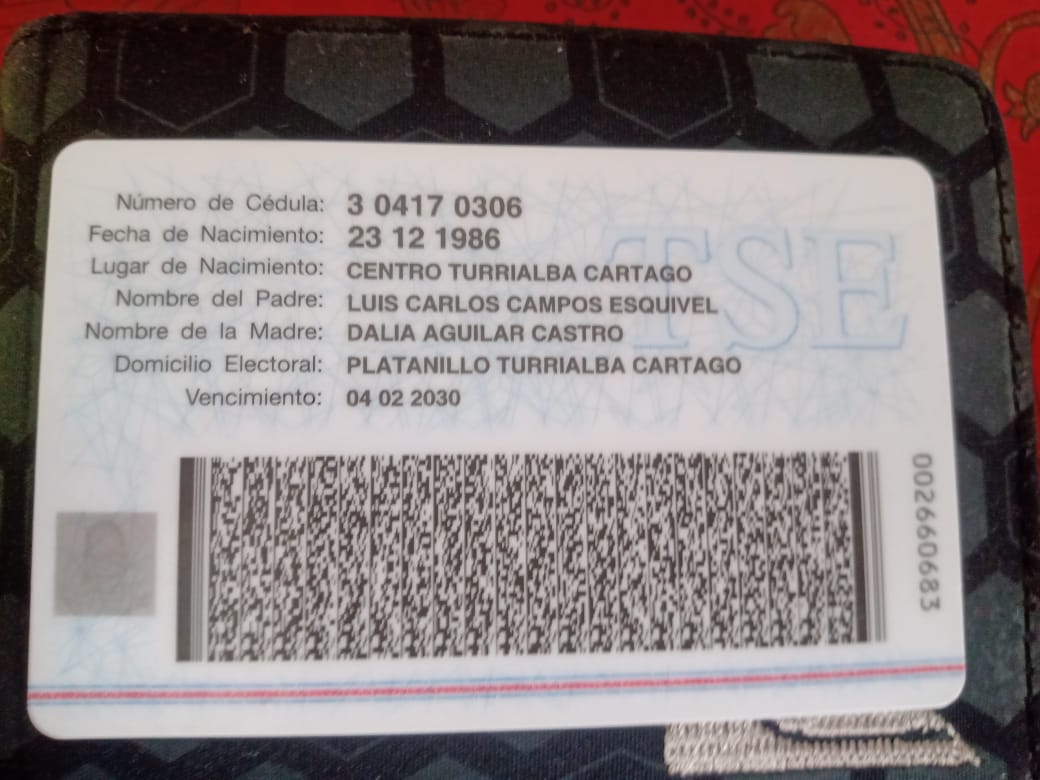 Número de Cédula: 3 0417 0306
Fecha de Nacimiento: 23 12 1986
Lugar de Nacimiento: CENTRO TURRIALBA CARTAGO
Nombre del Padre: LUIS CARLOS CAMPOS ESQUIVEL
Nombre de la Madre: DALIA AGUILAR CASTRO
Domicilio Electoral: PLATANILLO TURRIALBA CARTAGO
Vencimiento: 04 02 2030
TSE
002660683